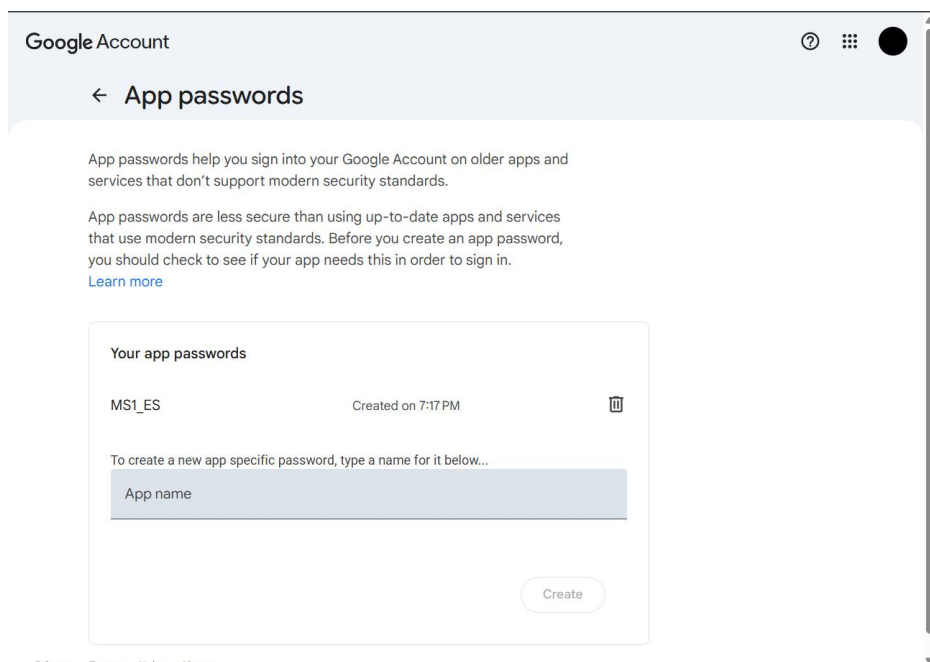 Google Account
App passwords
App passwords help you sign into your Google Account on older apps and
services that don't support modern security standards.
App passwords are less secure than using up-to-date apps and services
that use modern security standards. Before you create an app password,
you should check to see if your app needs this in order to sign in.
Learn more
Your app passwords
MS1_ES Created on 7:17 PM
To create a new app specific password, type a name for it below...
App name
Create